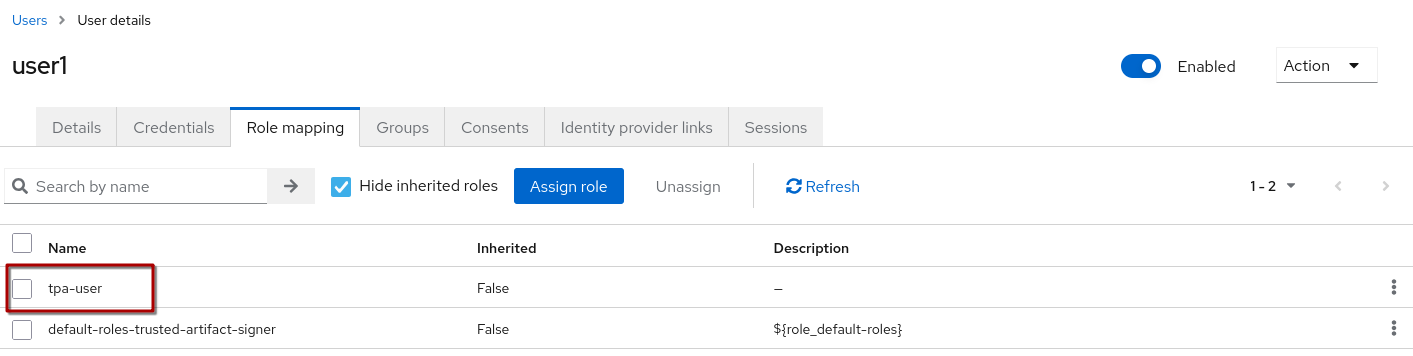 Users > User details
user1
Enabled
Action
Details Credentials Role mapping Groups Consents Identity provider links Sessions
Search by name Hide inherited roles Assign role Unassign Refresh 1 - 2
Name Inherited Description
tpa-user False –
default-roles-trusted-artifact-signer False ${role_default-roles}